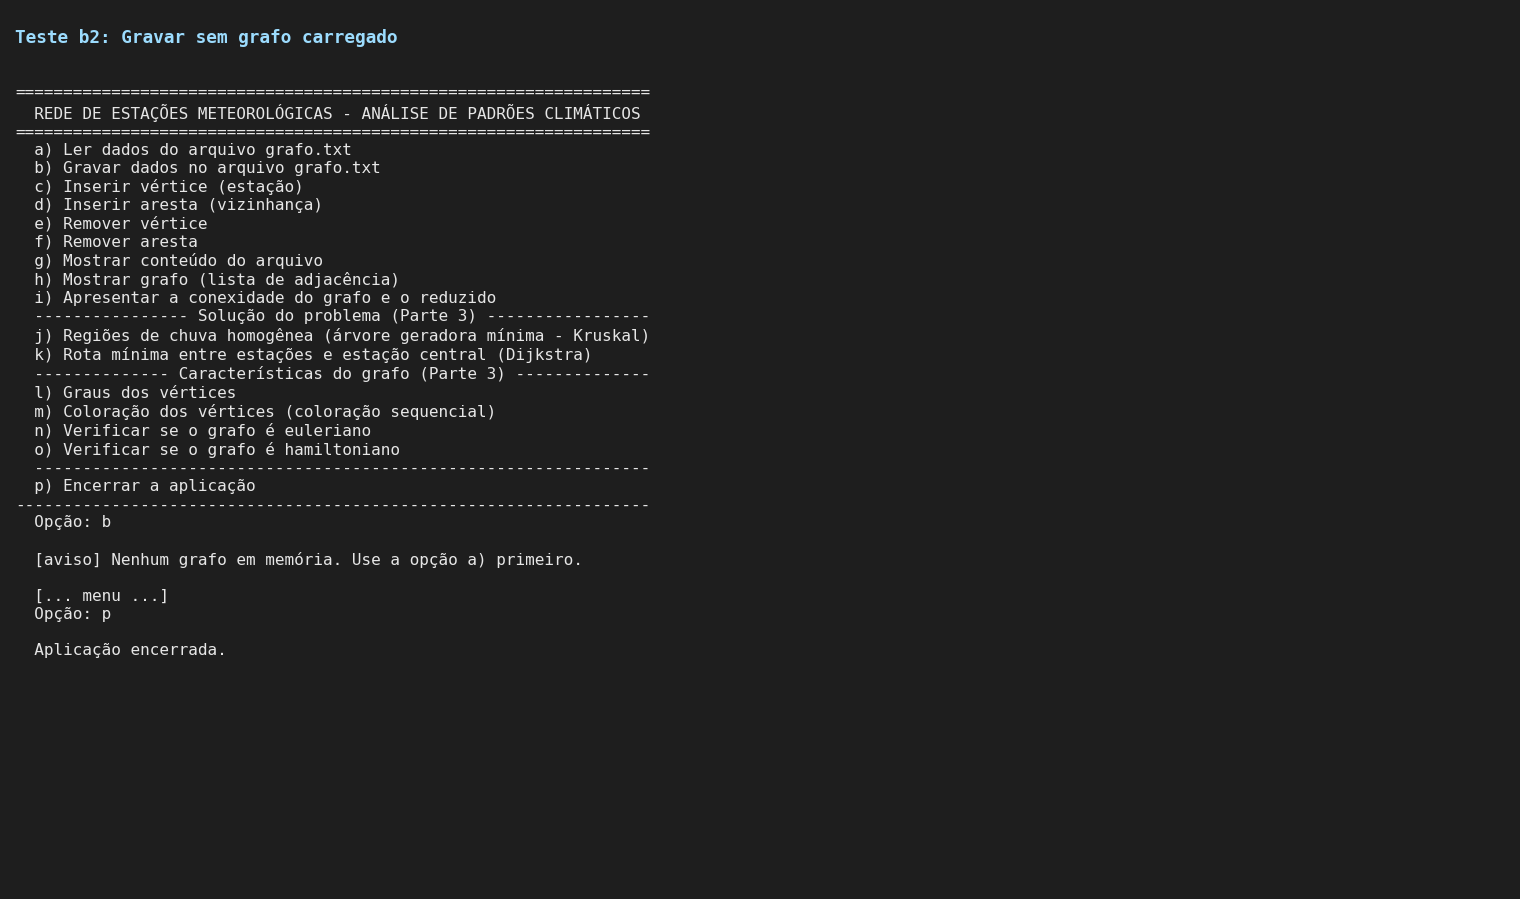 Teste b2: Gravar sem grafo carregado
==================================================================
REDE DE ESTAÇÕES METEOROLÓGICAS - ANÁLISE DE PADRÕES CLIMÁTICOS
==================================================================
a) Ler dados do arquivo grafo.txt
b) Gravar dados no arquivo grafo.txt
c) Inserir vértice (estação)
d) Inserir aresta (vizinhança)
e) Remover vértice
f) Remover aresta
g) Mostrar conteúdo do arquivo
h) Mostrar grafo (lista de adjacência)
i) Apresentar a conexidade do grafo e o reduzido
---------------- Solução do problema (Parte 3) -----------------
j) Regiões de chuva homogênea (árvore geradora mínima - Kruskal)
k) Rota mínima entre estações e estação central (Dijkstra)
-------------- Características do grafo (Parte 3) --------------
l) Graus dos vértices
m) Coloração dos vértices (coloração sequencial)
n) Verificar se o grafo é euleriano
o) Verificar se o grafo é hamiltoniano
----------------------------------------------------------------
p) Encerrar a aplicação
------------------------------------------------------------------
Opção: b
[aviso] Nenhum grafo em memória. Use a opção a) primeiro.
[... menu ...]
Opção: p
Aplicação encerrada.